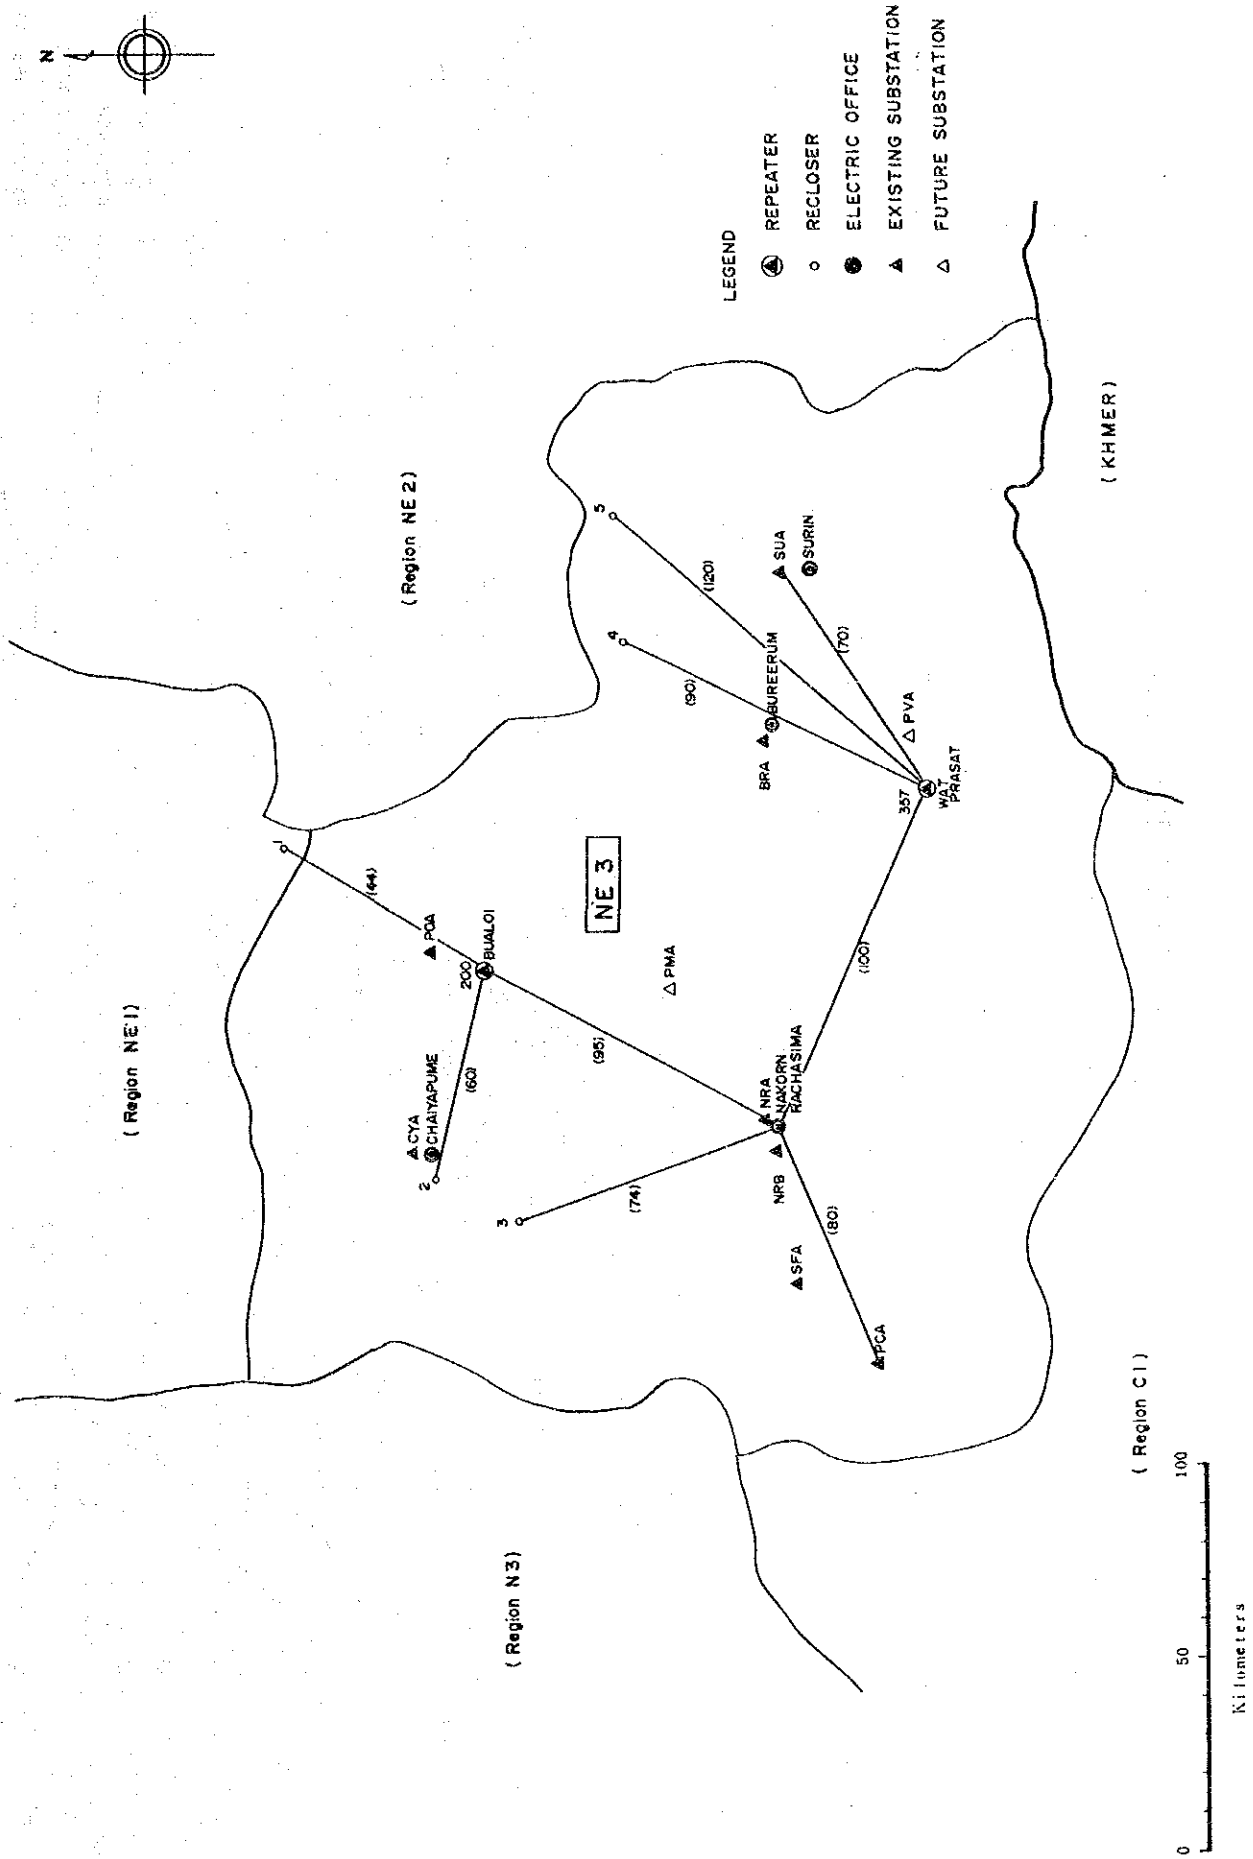 N
(Region NE 1)
(Region NE 2)
(Region N3)
(Region C1)
(KHMER)
NE 3
1
(44)
POA
200
BUALOI
CYA
CHAIYAPUME
2
(60)
3
(74)
(95)
PMA
NRA
NAKORN
RACHASIMA
NRB
SFA
(80)
PCA
(100)
357
WAT
PRASAT
PVA
BRA
BUREERUM
4
(90)
5
(120)
(70)
SUA
SURIN
LEGEND
REPEATER
RECLOSER
ELECTRIC OFFICE
EXISTING SUBSTATION
FUTURE SUBSTATION
0 50 100
Kilometers